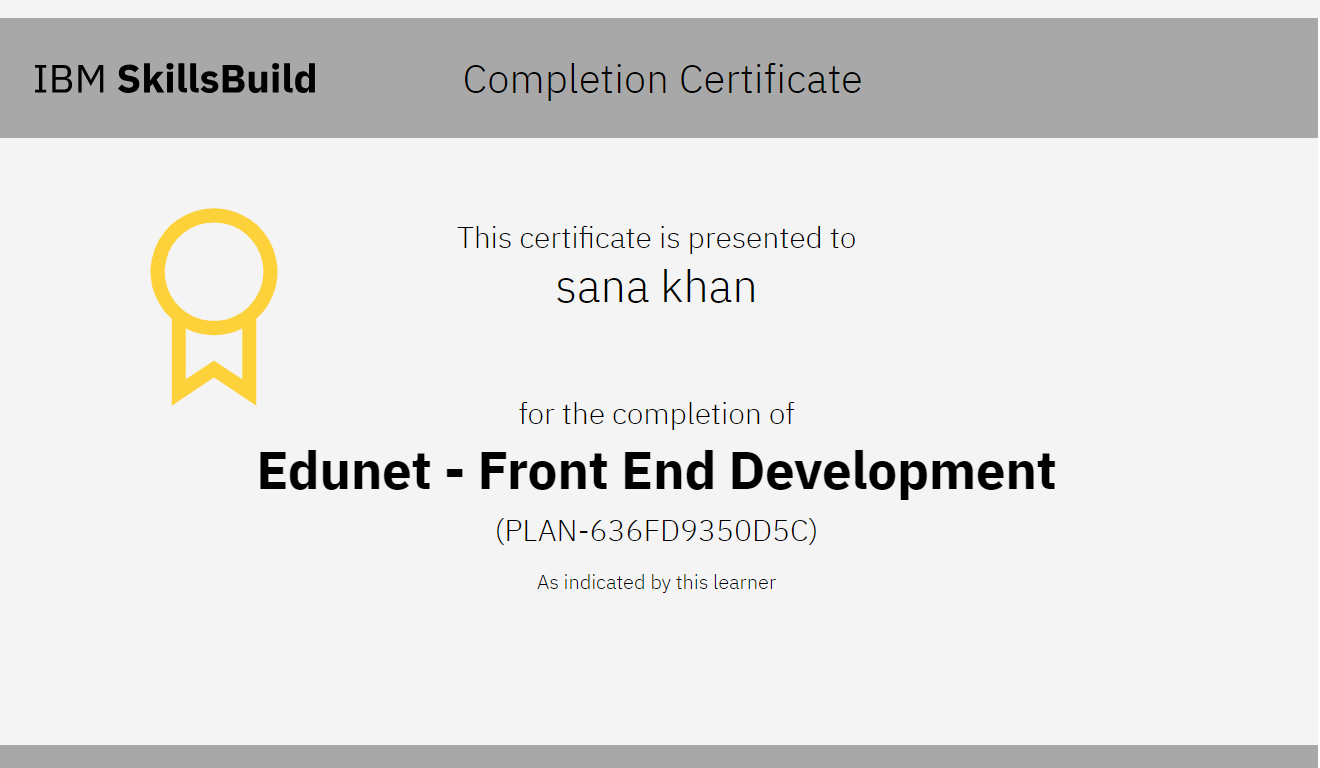 IBM SkillsBuild
Completion Certificate
This certificate is presented to
sana khan
for the completion of
Edunet - Front End Development
(PLAN-636FD9350D5C)
As indicated by this learner